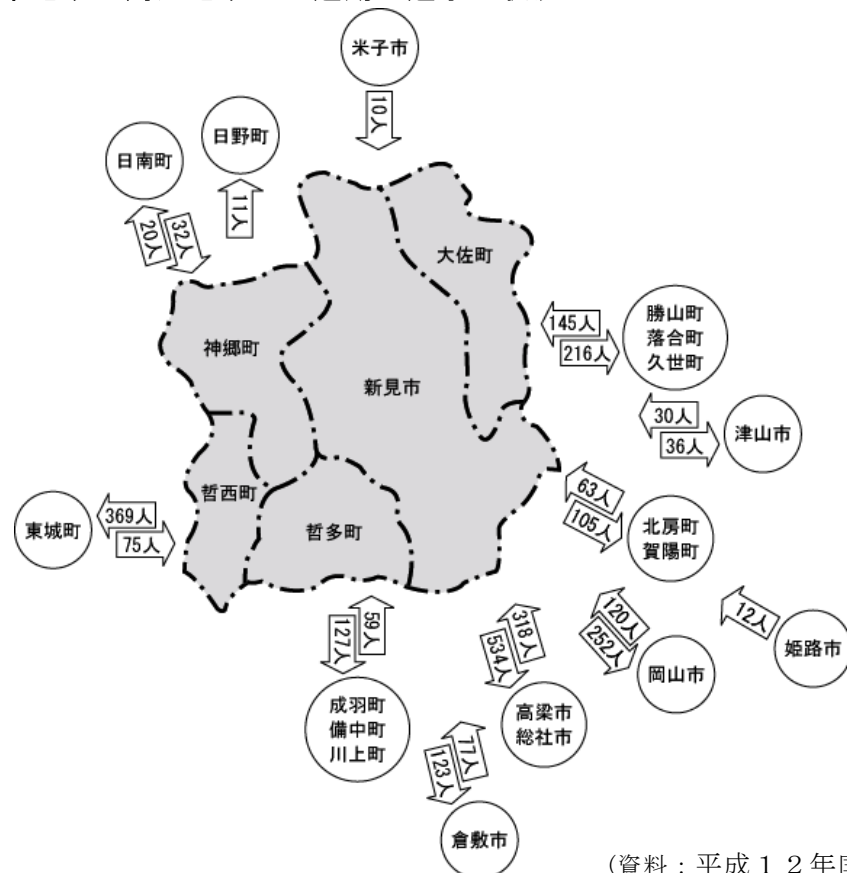 米子市
10人
日野町
11人
日南町
20人
32人
大佐町
神郷町
新見市
145人
216人
勝山町
落合町
久世町
30人
36人
津山市
哲西町
哲多町
東城町
369人
75人
63人
105人
北房町
賀陽町
12人
姫路市
120人
252人
岡山市
318人
534人
高梁市
総社市
59人
127人
成羽町
備中町
川上町
77人
123人
倉敷市
(資料：平成１２年